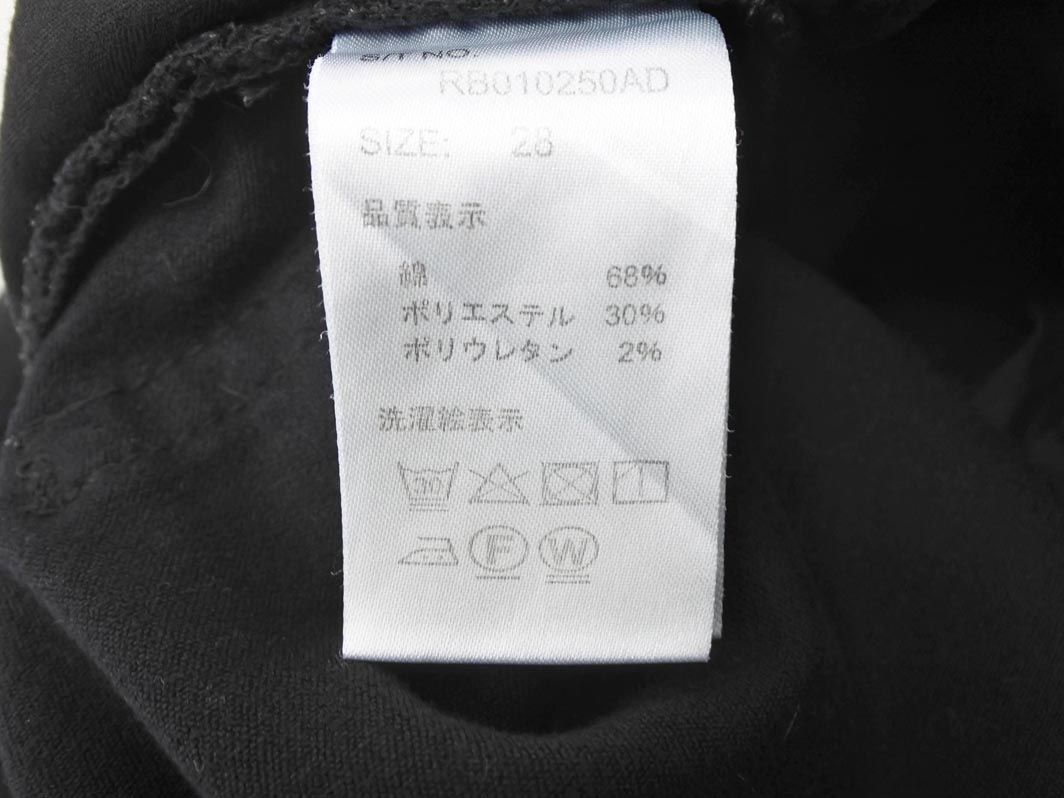 S/T NO.
RB010250AD
SIZE: 28
品質表示
綿 68%
ポリエステル 30%
ポリウレタン 2%
洗濯絵表示
30
F W